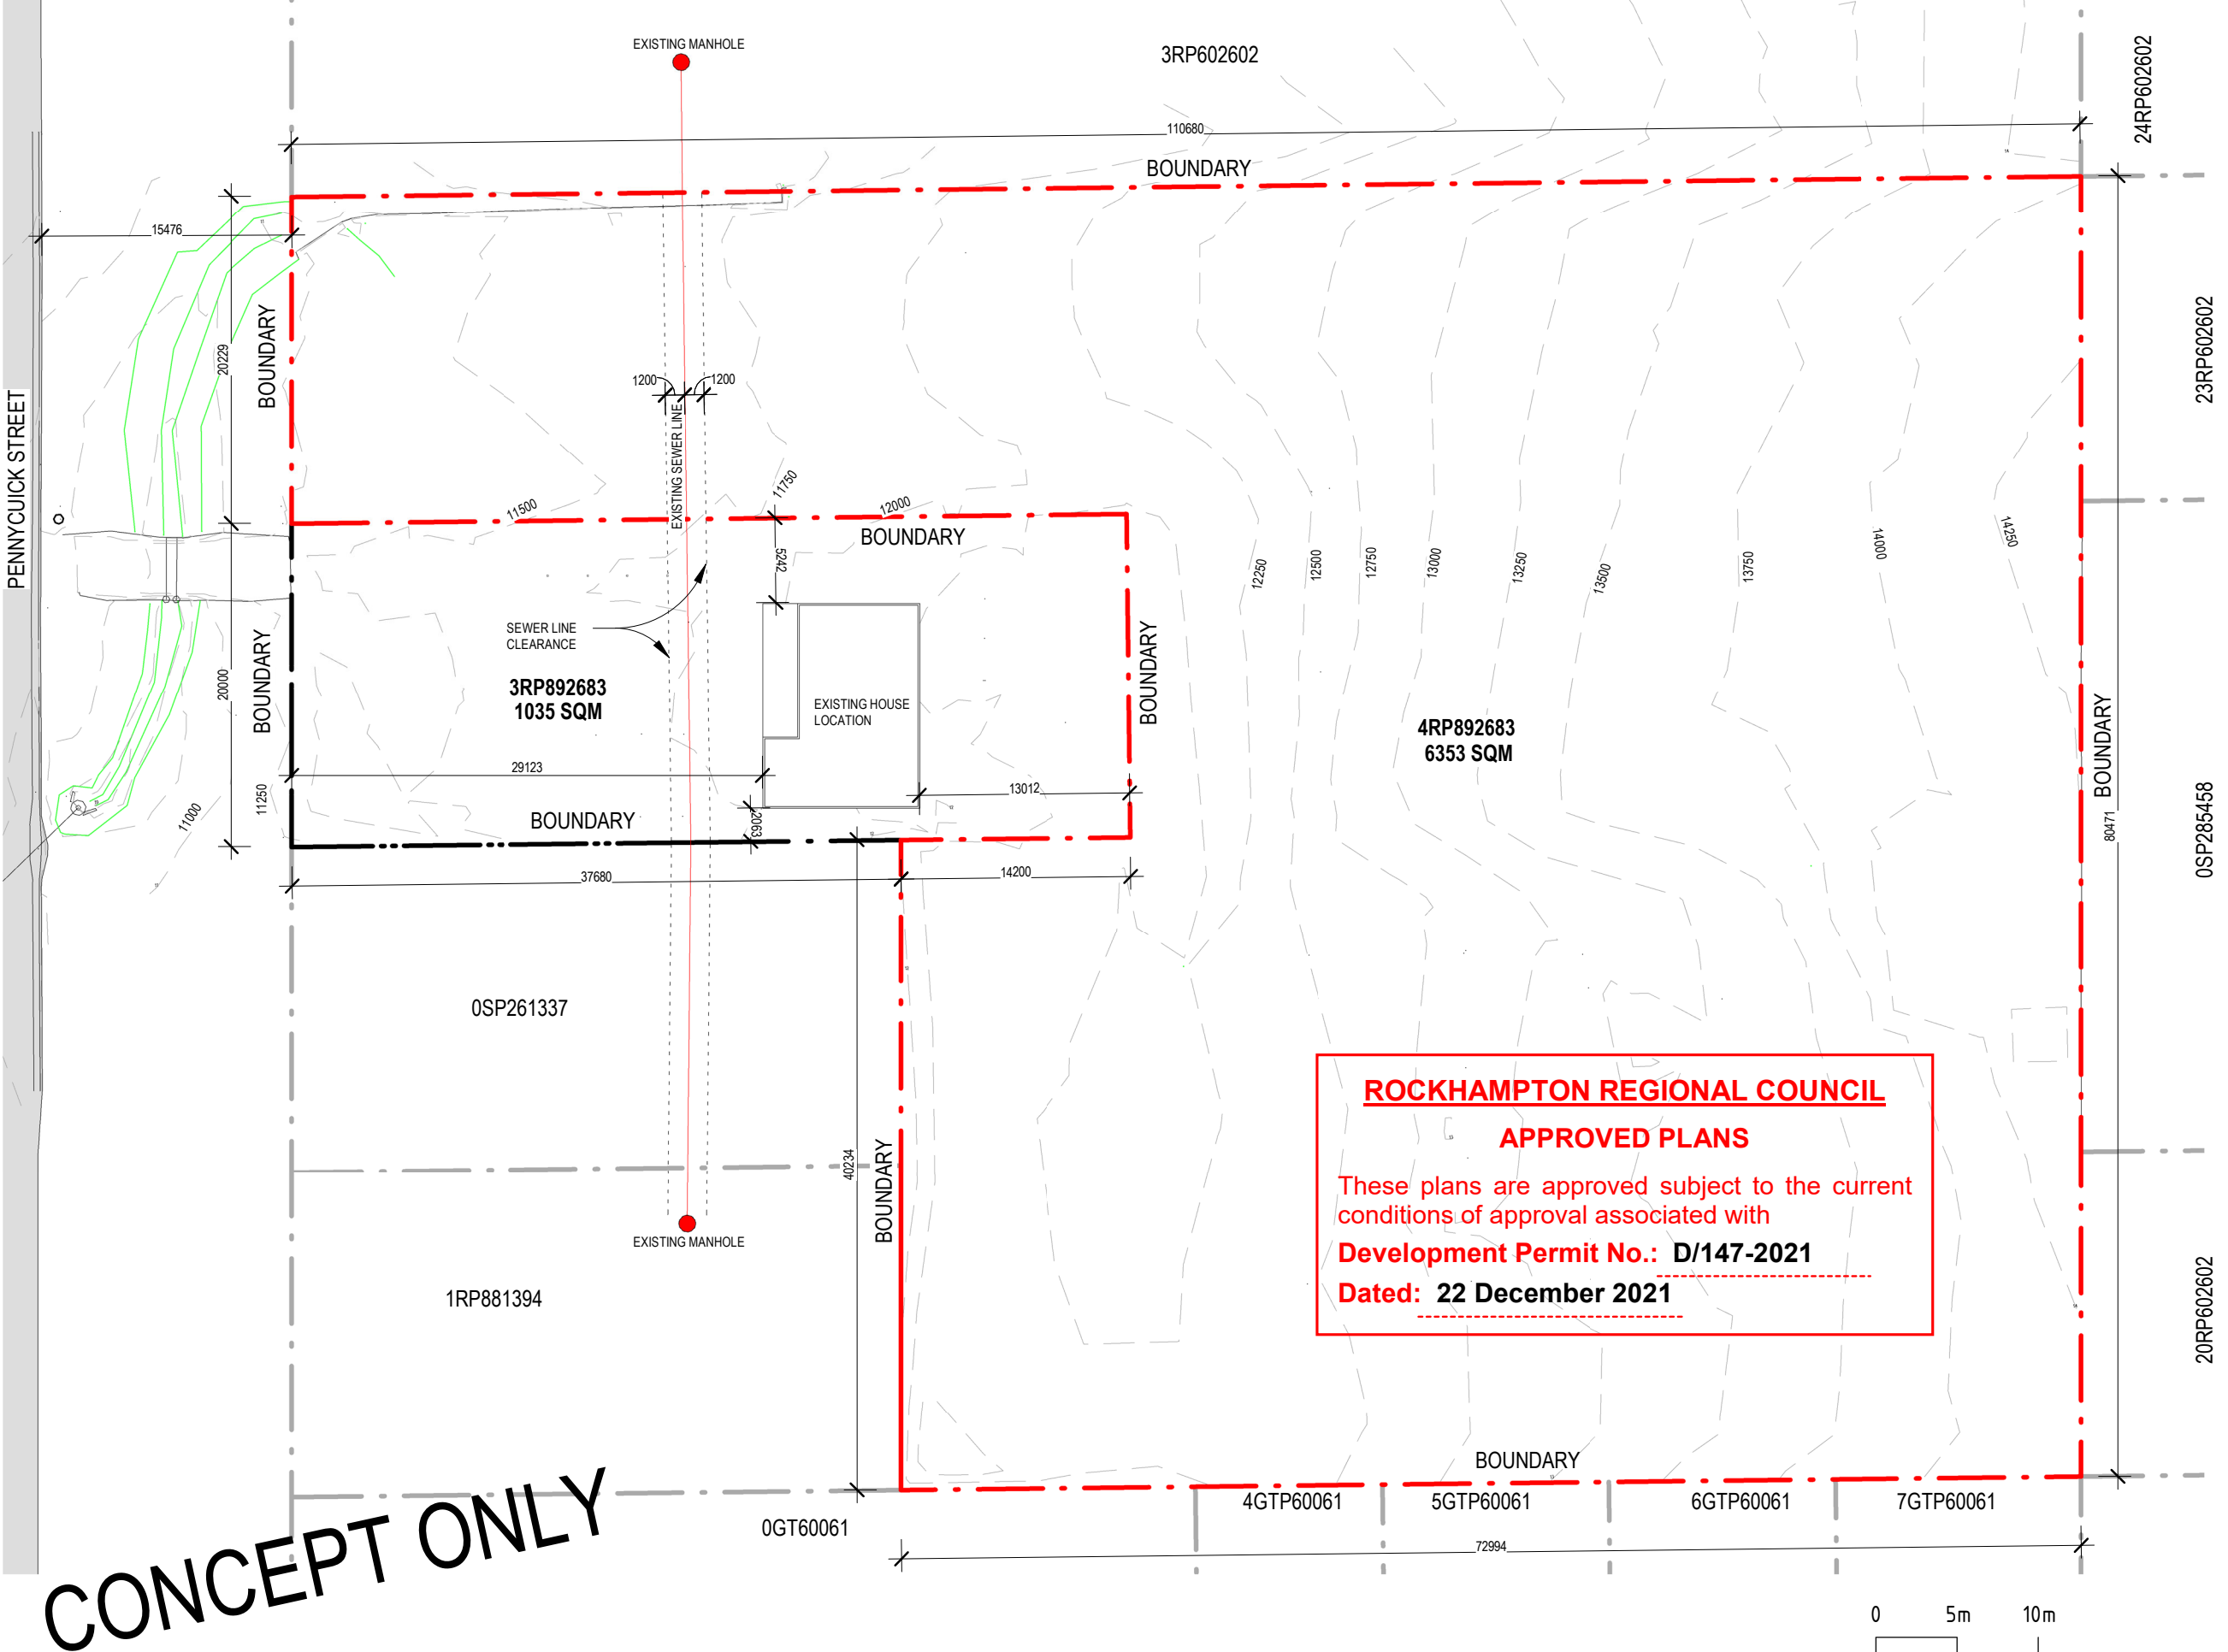 EXISTING MANHOLE
3RP602602
24RP602602
110680
BOUNDARY
15476
20229
BOUNDARY
23RP602602
1200
1200
PENNYCUICK STREET
EXISTING SEWER LINE
11750
11500
12000
BOUNDARY
5242
12250
12500
12750
13000
13250
13500
13750
14000
14250
SEWER LINE
CLEARANCE
20000
BOUNDARY
3RP892683
1035 SQM
EXISTING HOUSE
LOCATION
BOUNDARY
4RP892683
6353 SQM
BOUNDARY
80471
0SP285458
29123
13012
11250
11000
BOUNDARY
2063
37680
14200
0SP261337
40234
BOUNDARY
EXISTING MANHOLE
1RP881394
ROCKHAMPTON REGIONAL COUNCIL
APPROVED PLANS
These plans are approved subject to the current
conditions of approval associated with
Development Permit No.: D/147-2021
Dated: 22 December 2021
20RP602602
BOUNDARY
4GTP60061
5GTP60061
6GTP60061
7GTP60061
0GT60061
72994
CONCEPT ONLY
0 5m 10m